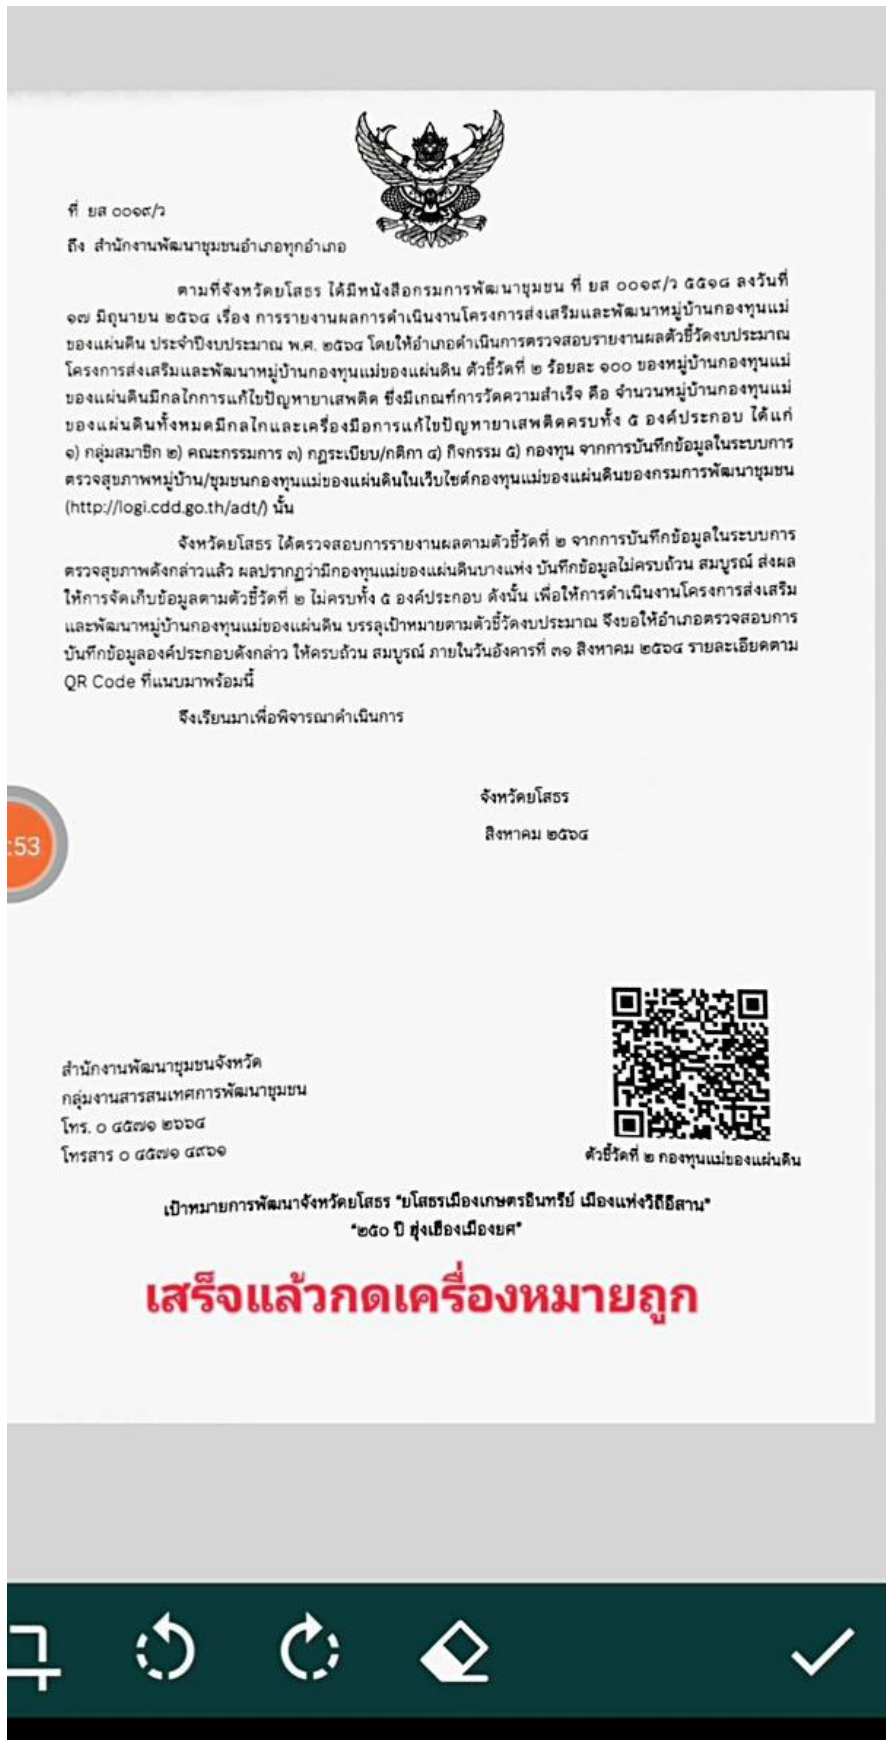 ที่ ยส ๐๐๑๙/ว
ถึง สำนักงานพัฒนาชุมชนอำเภอทุกอำเภอ
ตามที่จังหวัดยโสธร ได้มีหนังสือกรมการพัฒนาชุมชน ที่ ยส ๐๐๑๙/ว ๕๕๑๘ ลงวันที่
๑๗ มิถุนายน ๒๕๖๔ เรื่อง การรายงานผลการดำเนินงานโครงการส่งเสริมและพัฒนาหมู่บ้านกองทุนแม่
ของแผ่นดิน ประจำปีงบประมาณ พ.ศ. ๒๕๖๔ โดยให้อำเภอดำเนินการตรวจสอบรายงานผลตัวชี้วัดงบประมาณ
โครงการส่งเสริมและพัฒนาหมู่บ้านกองทุนแม่ของแผ่นดิน ตัวชี้วัดที่ ๒ ร้อยละ ๑๐๐ ของหมู่บ้านกองทุนแม่
ของแผ่นดินมีกลไกการแก้ไขปัญหายาเสพติด ซึ่งมีเกณฑ์การวัดความสำเร็จ คือ จำนวนหมู่บ้านกองทุนแม่
ของแผ่นดินทั้งหมดมีกลไกและเครื่องมือการแก้ไขปัญหายาเสพติดครบทั้ง ๕ องค์ประกอบ ได้แก่
๑) กลุ่มสมาชิก ๒) คณะกรรมการ ๓) กฎระเบียบ/กติกา ๔) กิจกรรม ๕) กองทุน จากการบันทึกข้อมูลในระบบการ
ตรวจสุขภาพหมู่บ้าน/ชุมชนกองทุนแม่ของแผ่นดินในเว็บไซต์กองทุนแม่ของแผ่นดินของกรมการพัฒนาชุมชน
(http://logi.cdd.go.th/adt/) นั้น
จังหวัดยโสธร ได้ตรวจสอบการรายงานผลตามตัวชี้วัดที่ ๒ จากการบันทึกข้อมูลในระบบการ
ตรวจสุขภาพดังกล่าวแล้ว ผลปรากฏว่ามีกองทุนแม่ของแผ่นดินบางแห่ง บันทึกข้อมูลไม่ครบถ้วน สมบูรณ์ ส่งผล
ให้การจัดเก็บข้อมูลตามตัวชี้วัดที่ ๒ ไม่ครบทั้ง ๕ องค์ประกอบ ดังนั้น เพื่อให้การดำเนินงานโครงการส่งเสริม
และพัฒนาหมู่บ้านกองทุนแม่ของแผ่นดิน บรรลุเป้าหมายตามตัวชี้วัดงบประมาณ จึงขอให้อำเภอตรวจสอบการ
บันทึกข้อมูลองค์ประกอบดังกล่าว ให้ครบถ้วน สมบูรณ์ ภายในวันอังคารที่ ๓๑ สิงหาคม ๒๕๖๔ รายละเอียดตาม
QR Code ที่แนบมาพร้อมนี้
จึงเรียนมาเพื่อพิจารณาดำเนินการ
จังหวัดยโสธร
สิงหาคม ๒๕๖๔
:53
สำนักงานพัฒนาชุมชนจังหวัด
กลุ่มงานสารสนเทศการพัฒนาชุมชน
โทร. ๐ ๔๕๗๑ ๒๖๖๔
โทรสาร ๐ ๔๕๗๑ ๔๙๖๑
ตัวชี้วัดที่ ๒ กองทุนแม่ของแผ่นดิน
เป้าหมายการพัฒนาจังหวัดยโสธร "ยโสธรเมืองเกษตรอินทรีย์ เมืองแห่งวิถีอีสาน"
"๒๕๐ ปี ฮุ่งเฮืองเมืองยศ"
เสร็จแล้วกดเครื่องหมายถูก